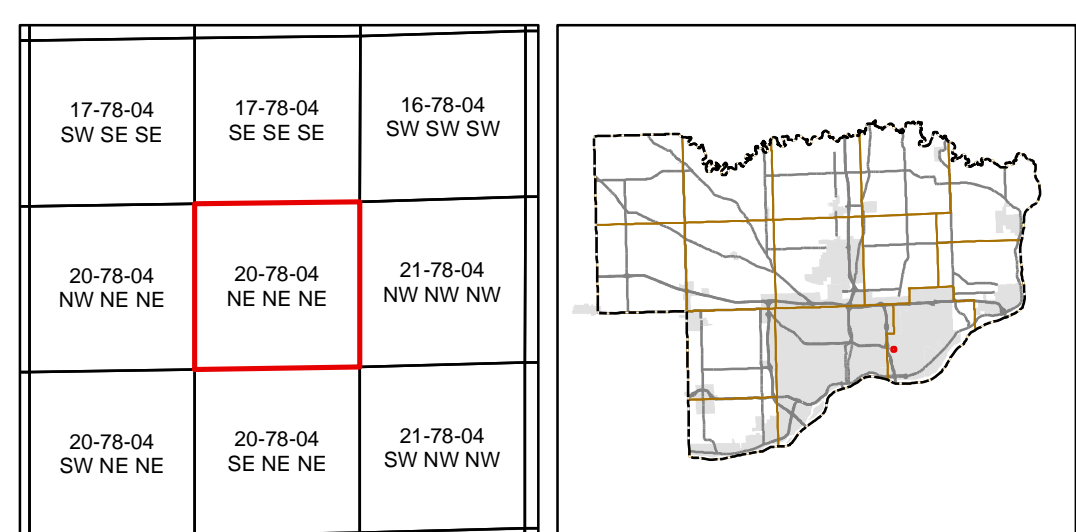 17-78-04
SW SE SE
17-78-04
SE SE SE
16-78-04
SW SW SW
20-78-04
NW NE NE
20-78-04
NE NE NE
21-78-04
NW NW NW
20-78-04
SW NE NE
20-78-04
SE NE NE
21-78-04
SW NW NW